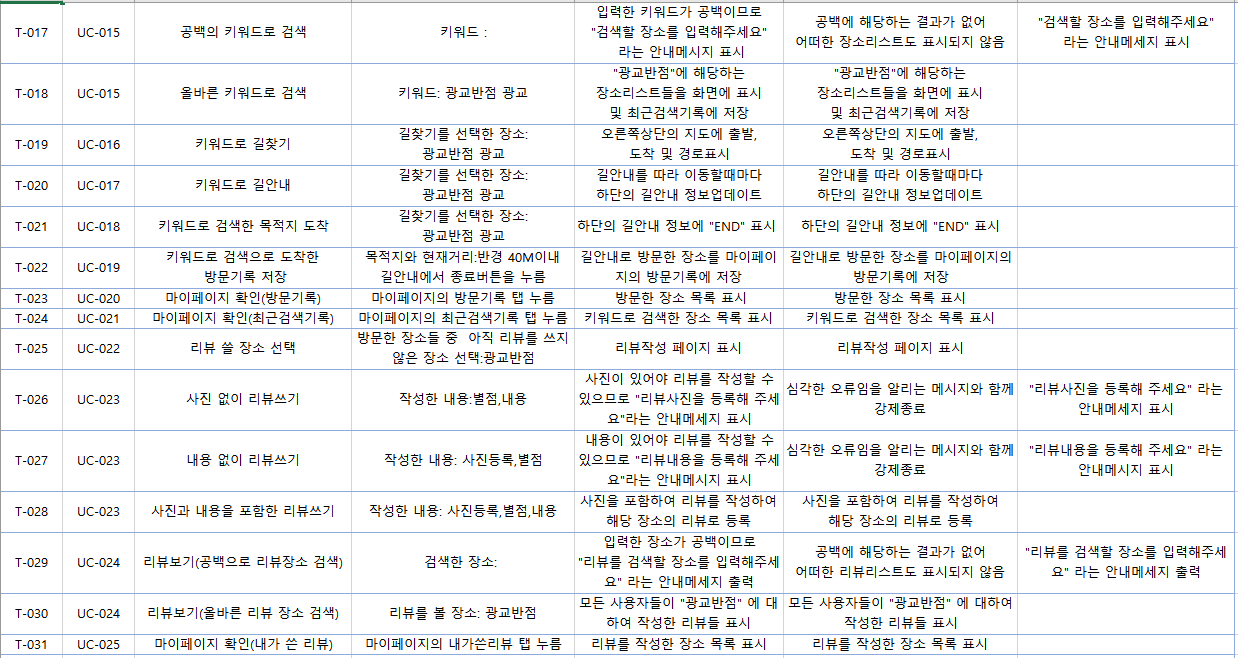 T-017 UC-015 공백의 키워드로 검색 키워드 : 입력한 키워드가 공백이므로 "검색할 장소를 입력해주세요" 라는 안내메시지 표시 공백에 해당하는 결과가 없어 어떠한 장소리스트도 표시되지 않음 "검색할 장소를 입력해주세요" 라는 안내메세지 표시
T-018 UC-015 올바른 키워드로 검색 키워드: 광교반점 광교 "광교반점"에 해당하는 장소리스트들을 화면에 표시 및 최근검색기록에 저장 "광교반점"에 해당하는 장소리스트들을 화면에 표시 및 최근검색기록에 저장
T-019 UC-016 키워드로 길찾기 길찾기를 선택한 장소: 광교반점 광교 오른쪽상단의 지도에 출발, 도착 및 경로표시 오른쪽상단의 지도에 출발, 도착 및 경로표시
T-020 UC-017 키워드로 길안내 길찾기를 선택한 장소: 광교반점 광교 길안내를 따라 이동할때마다 하단의 길안내 정보업데이트 길안내를 따라 이동할때마다 하단의 길안내 정보업데이트
T-021 UC-018 키워드로 검색한 목적지 도착 길찾기를 선택한 장소: 광교반점 광교 하단의 길안내 정보에 "END" 표시 하단의 길안내 정보에 "END" 표시
T-022 UC-019 키워드로 검색으로 도착한 방문기록 저장 목적지와 현재거리:반경 40M이내 길안내에서 종료버튼을 누름 길안내로 방문한 장소를 마이페이지의 방문기록에 저장 길안내로 방문한 장소를 마이페이지의 방문기록에 저장
T-023 UC-020 마이페이지 확인(방문기록) 마이페이지의 방문기록 탭 누름 방문한 장소 목록 표시 방문한 장소 목록 표시
T-024 UC-021 마이페이지 확인(최근검색기록) 마이페이지의 최근검색기록 탭 누름 키워드로 검색한 장소 목록 표시 키워드로 검색한 장소 목록 표시
T-025 UC-022 리뷰 쓸 장소 선택 방문한 장소들 중 아직 리뷰를 쓰지 않은 장소 선택:광교반점 리뷰작성 페이지 표시 리뷰작성 페이지 표시
T-026 UC-023 사진 없이 리뷰쓰기 작성한 내용:별점,내용 사진이 있어야 리뷰를 작성할 수 있으므로 "리뷰사진을 등록해 주세요"라는 안내메시지 표시 심각한 오류임을 알리는 메시지와 함께 강제종료 "리뷰사진을 등록해 주세요" 라는 안내메세지 표시
T-027 UC-023 내용 없이 리뷰쓰기 작성한 내용: 사진등록,별점 내용이 있어야 리뷰를 작성할 수 있으므로 "리뷰내용을 등록해 주세요"라는 안내메시지 표시 심각한 오류임을 알리는 메시지와 함께 강제종료 "리뷰내용을 등록해 주세요" 라는 안내메시지 표시
T-028 UC-023 사진과 내용을 포함한 리뷰쓰기 작성한 내용: 사진등록,별점,내용 사진을 포함하여 리뷰를 작성하여 해당 장소의 리뷰로 등록 사진을 포함하여 리뷰를 작성하여 해당 장소의 리뷰로 등록
T-029 UC-024 리뷰보기(공백으로 리뷰장소 검색) 검색한 장소: 입력한 장소가 공백이므로 "리뷰를 검색할 장소를 입력해주세요" 라는 안내메세지 출력 공백에 해당하는 결과가 없어 어떠한 리뷰리스트도 표시되지 않음 "리뷰를 검색할 장소를 입력해주세요" 라는 안내메세지 출력
T-030 UC-024 리뷰보기(올바른 리뷰 장소 검색) 리뷰를 볼 장소: 광교반점 모든 사용자들이 "광교반점" 에 대하여 작성한 리뷰들 표시 모든 사용자들이 "광교반점" 에 대하여 작성한 리뷰들 표시
T-031 UC-025 마이페이지 확인(내가 쓴 리뷰) 마이페이지의 내가쓴리뷰 탭 누름 리뷰를 작성한 장소 목록 표시 리뷰를 작성한 장소 목록 표시